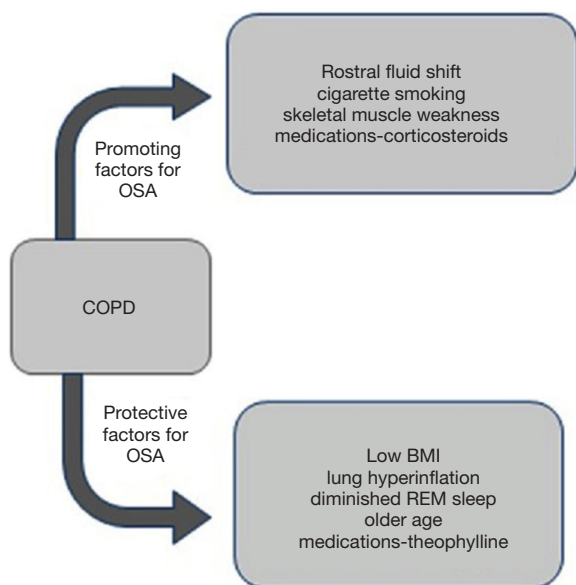 Rostral fluid shift
cigarette smoking
skeletal muscle weakness
medications-corticosteroids
Promoting
factors for
OSA
COPD
Protective
factors for
OSA
Low BMI
lung hyperinflation
diminished REM sleep
older age
medications-theophylline